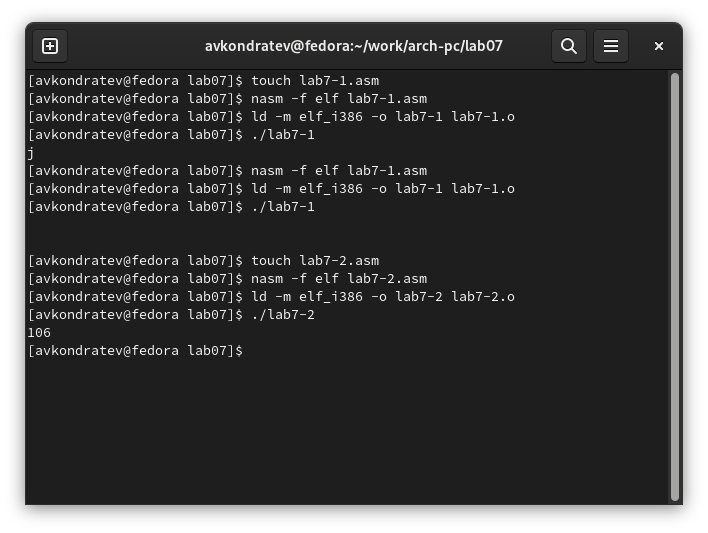 avkondratev@fedora:~/work/arch-pc/lab07
[avkondratev@fedora lab07]$ touch lab7-1.asm
[avkondratev@fedora lab07]$ nasm -f elf lab7-1.asm
[avkondratev@fedora lab07]$ ld -m elf_i386 -o lab7-1 lab7-1.o
[avkondratev@fedora lab07]$ ./lab7-1
j
[avkondratev@fedora lab07]$ nasm -f elf lab7-1.asm
[avkondratev@fedora lab07]$ ld -m elf_i386 -o lab7-1 lab7-1.o
[avkondratev@fedora lab07]$ ./lab7-1
[avkondratev@fedora lab07]$ touch lab7-2.asm
[avkondratev@fedora lab07]$ nasm -f elf lab7-2.asm
[avkondratev@fedora lab07]$ ld -m elf_i386 -o lab7-2 lab7-2.o
[avkondratev@fedora lab07]$ ./lab7-2
106
[avkondratev@fedora lab07]$